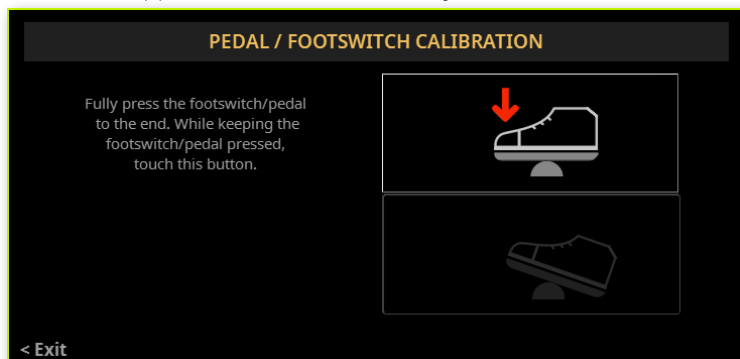 PEDAL / FOOTSWITCH CALIBRATION
Fully press the footswitch/pedal
to the end. While keeping the
footswitch/pedal pressed,
touch this button.
< Exit